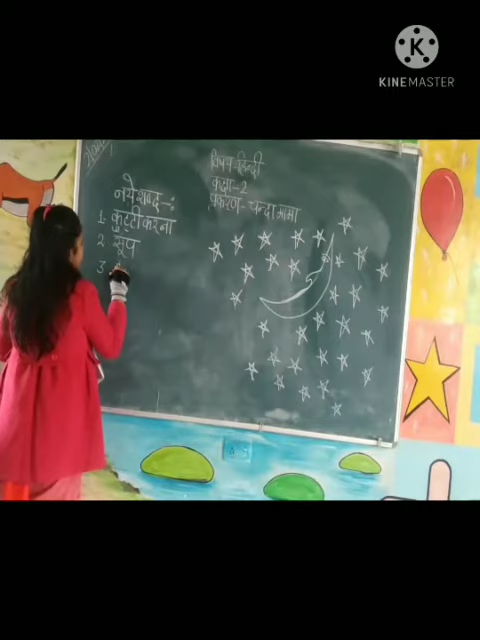 KINEMASTER
विषय-हिन्दी
कक्षा-2
प्रकरण-चन्दा मामा
नये शब्द-:
1. कुट्टी करना
2 सूप
3